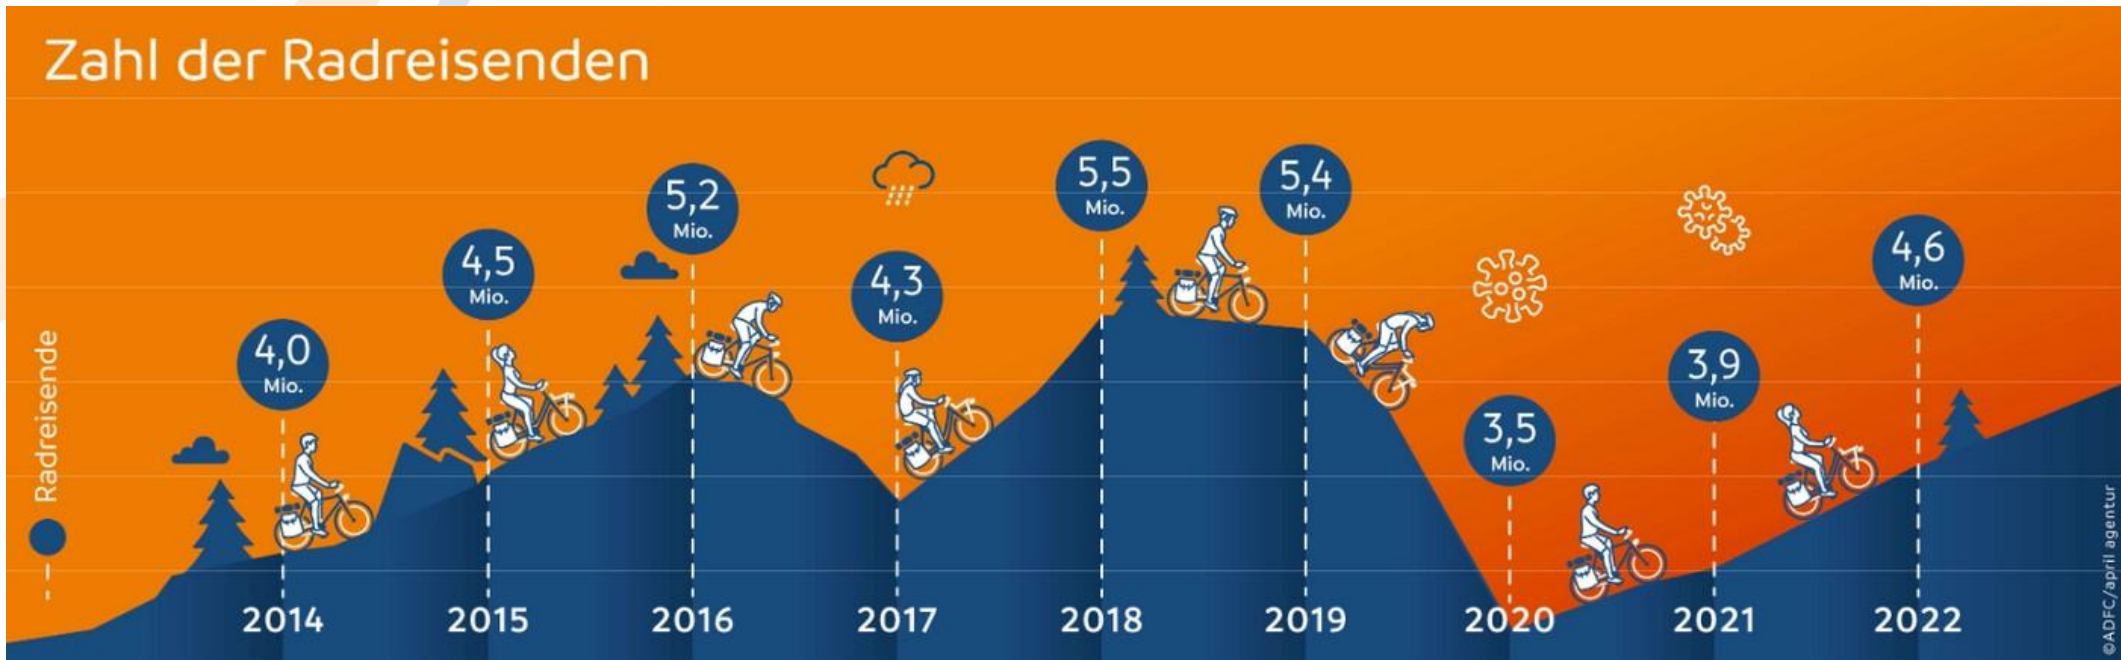 Zahl der Radreisenden
Radreisende
4,0
Mio.
4,5
Mio.
5,2
Mio.
4,3
Mio.
5,5
Mio.
5,4
Mio.
3,5
Mio.
3,9
Mio.
4,6
Mio.
2014
2015
2016
2017
2018
2019
2020
2021
2022
©ADFC/april agentur